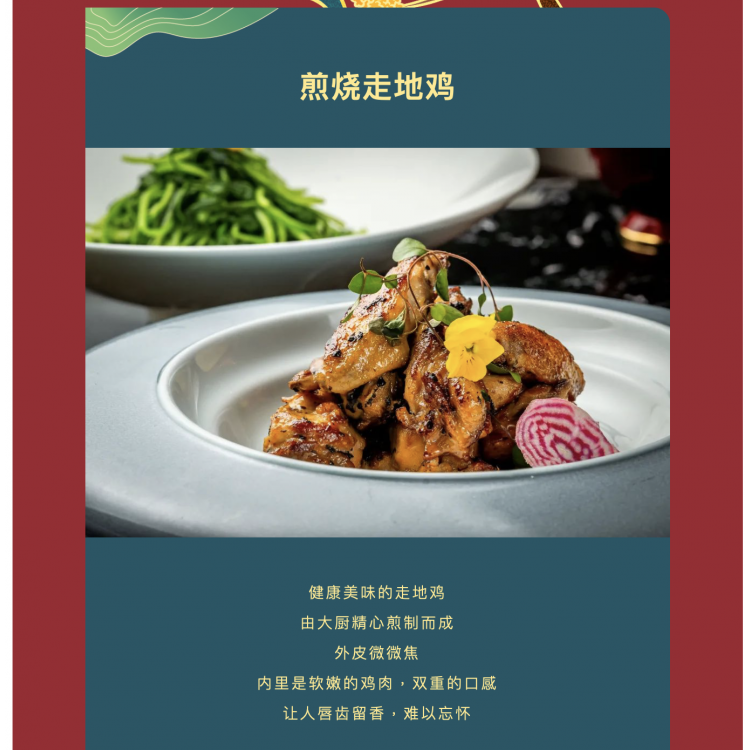 煎烧走地鸡
健康美味的走地鸡
由大厨精心煎制而成
外皮微微焦
内里是软嫩的鸡肉，双重的口感
让人唇齿留香，难以忘怀